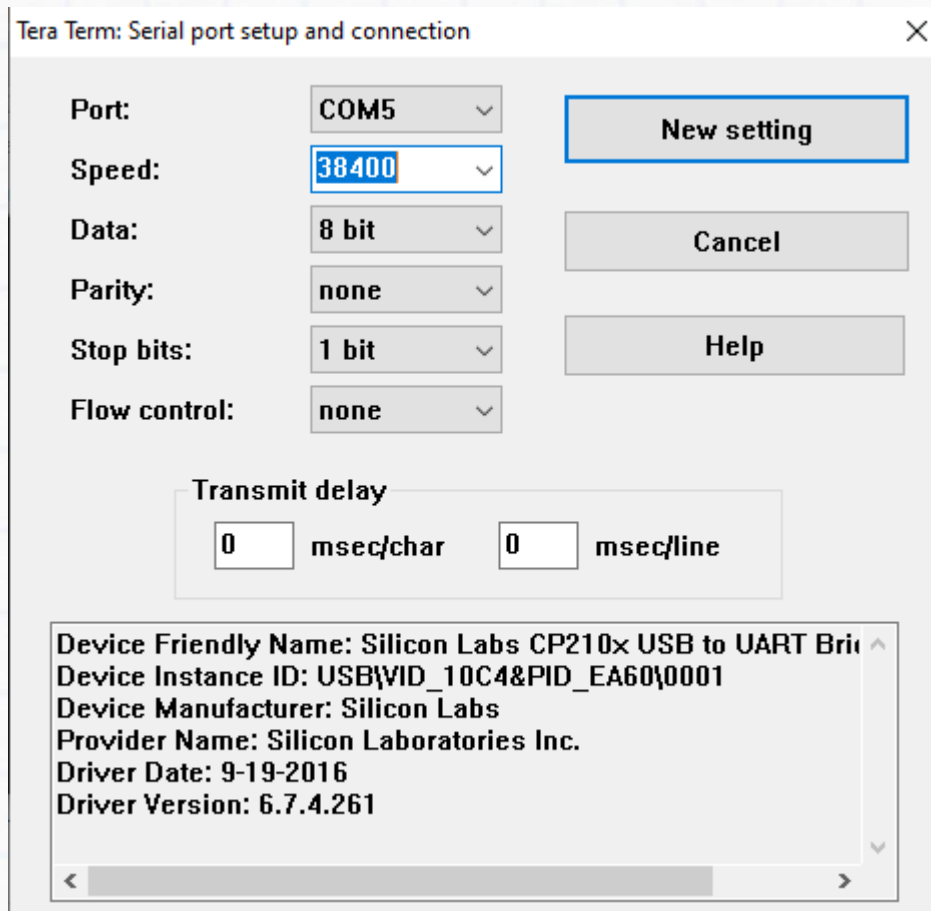 Tera Term: Serial port setup and connection
Port: COM5
New setting
Speed: 38400
Data: 8 bit
Cancel
Parity: none
Stop bits: 1 bit
Help
Flow control: none
Transmit delay
0 msec/char 0 msec/line
Device Friendly Name: Silicon Labs CP210x USB to UART Bri
Device Instance ID: USB\VID_10C4&PID_EA60\0001
Device Manufacturer: Silicon Labs
Provider Name: Silicon Laboratories Inc.
Driver Date: 9-19-2016
Driver Version: 6.7.4.261